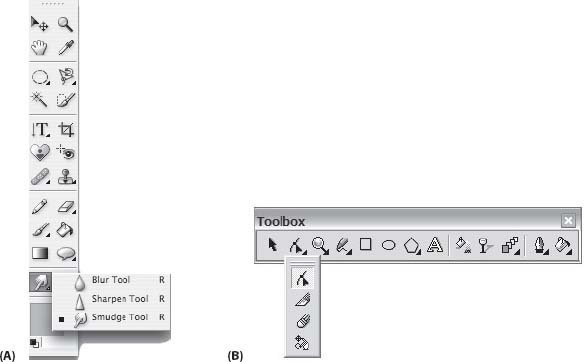 Blur Tool R
Sharpen Tool R
Smudge Tool R
(A)
Toolbox
(B)